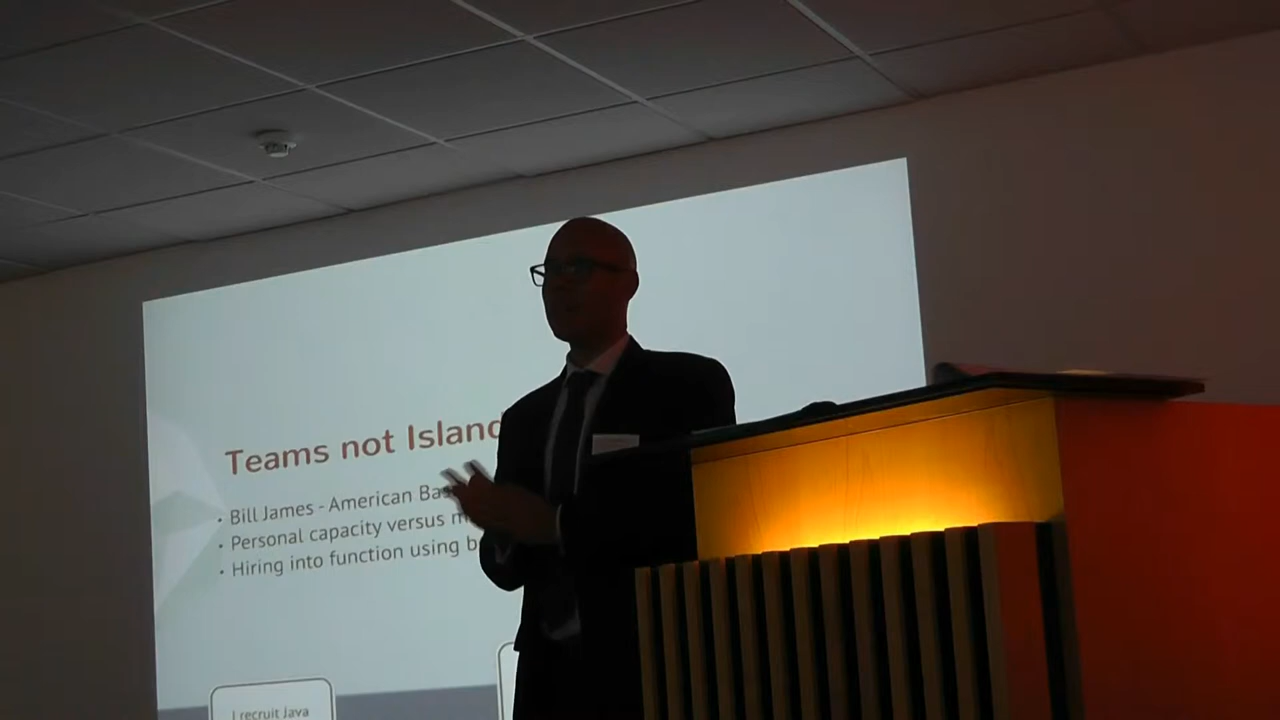 Teams not Island
· Bill James - American Bas
· Personal capacity versus m
· Hiring into function using b
I recruit Java